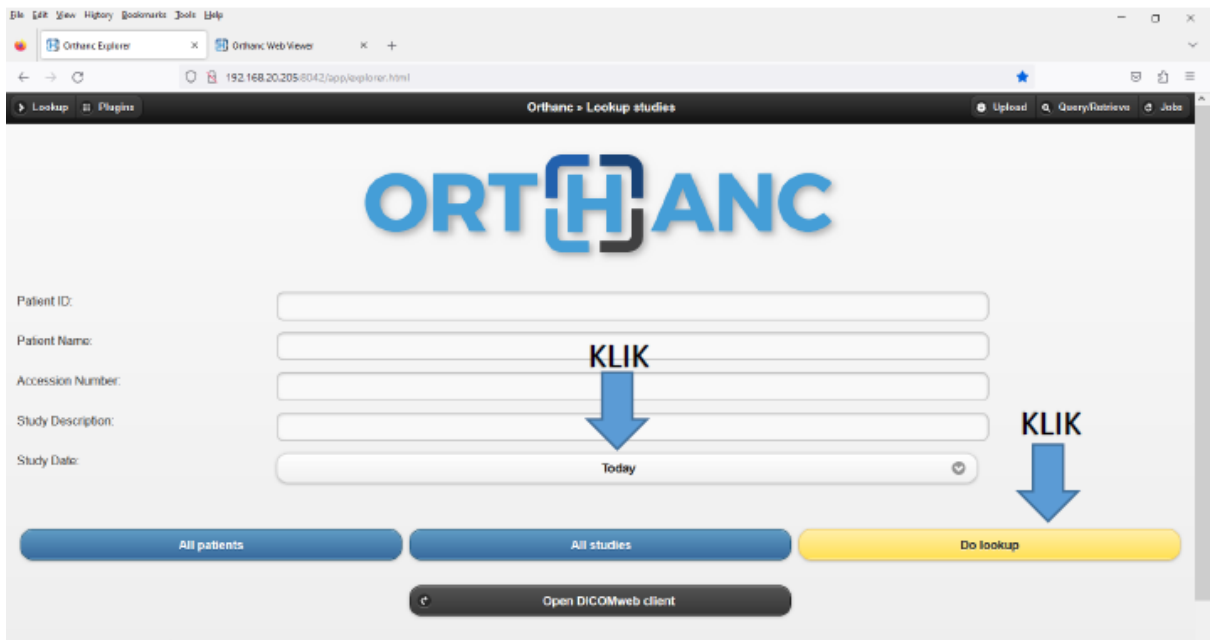 File Edit View History Bookmarks Tools Help
Orthanc Explorer
Orthanc Web Viewer
192.168.20.205:8042/app/explorer.html
Lookup Plugins Orthanc » Lookup studies Upload Query/Retrieve Jobs
ORTHANC
Patient ID:
Patient Name:
KLIK
Accession Number:
Study Description:
KLIK
Study Date:
Today
All patients All studies Do lookup
Open DICOMweb client